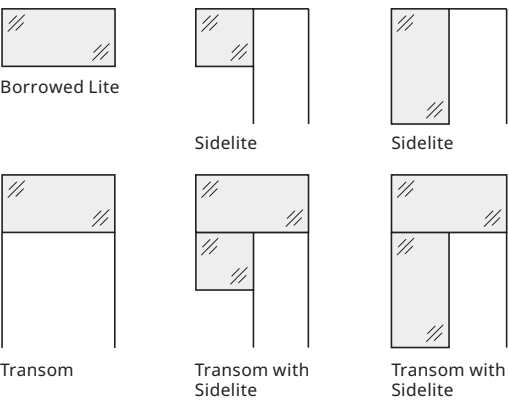 Borrowed Lite
Sidelite
Sidelite
Transom
Transom with
Sidelite
Transom with
Sidelite